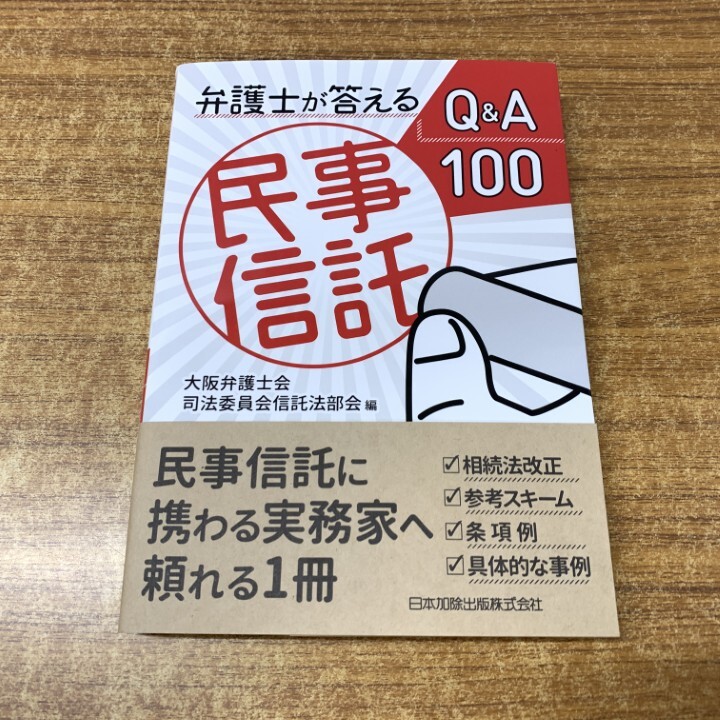 弁護士が答える
Q&A
100
民事
信託
大阪弁護士会
司法委員会信託法部会 編
民事信託に
携わる実務家へ
頼れる1冊
☑相続法改正
☑参考スキーム
☑条項例
☑具体的な事例
日本加除出版株式会社